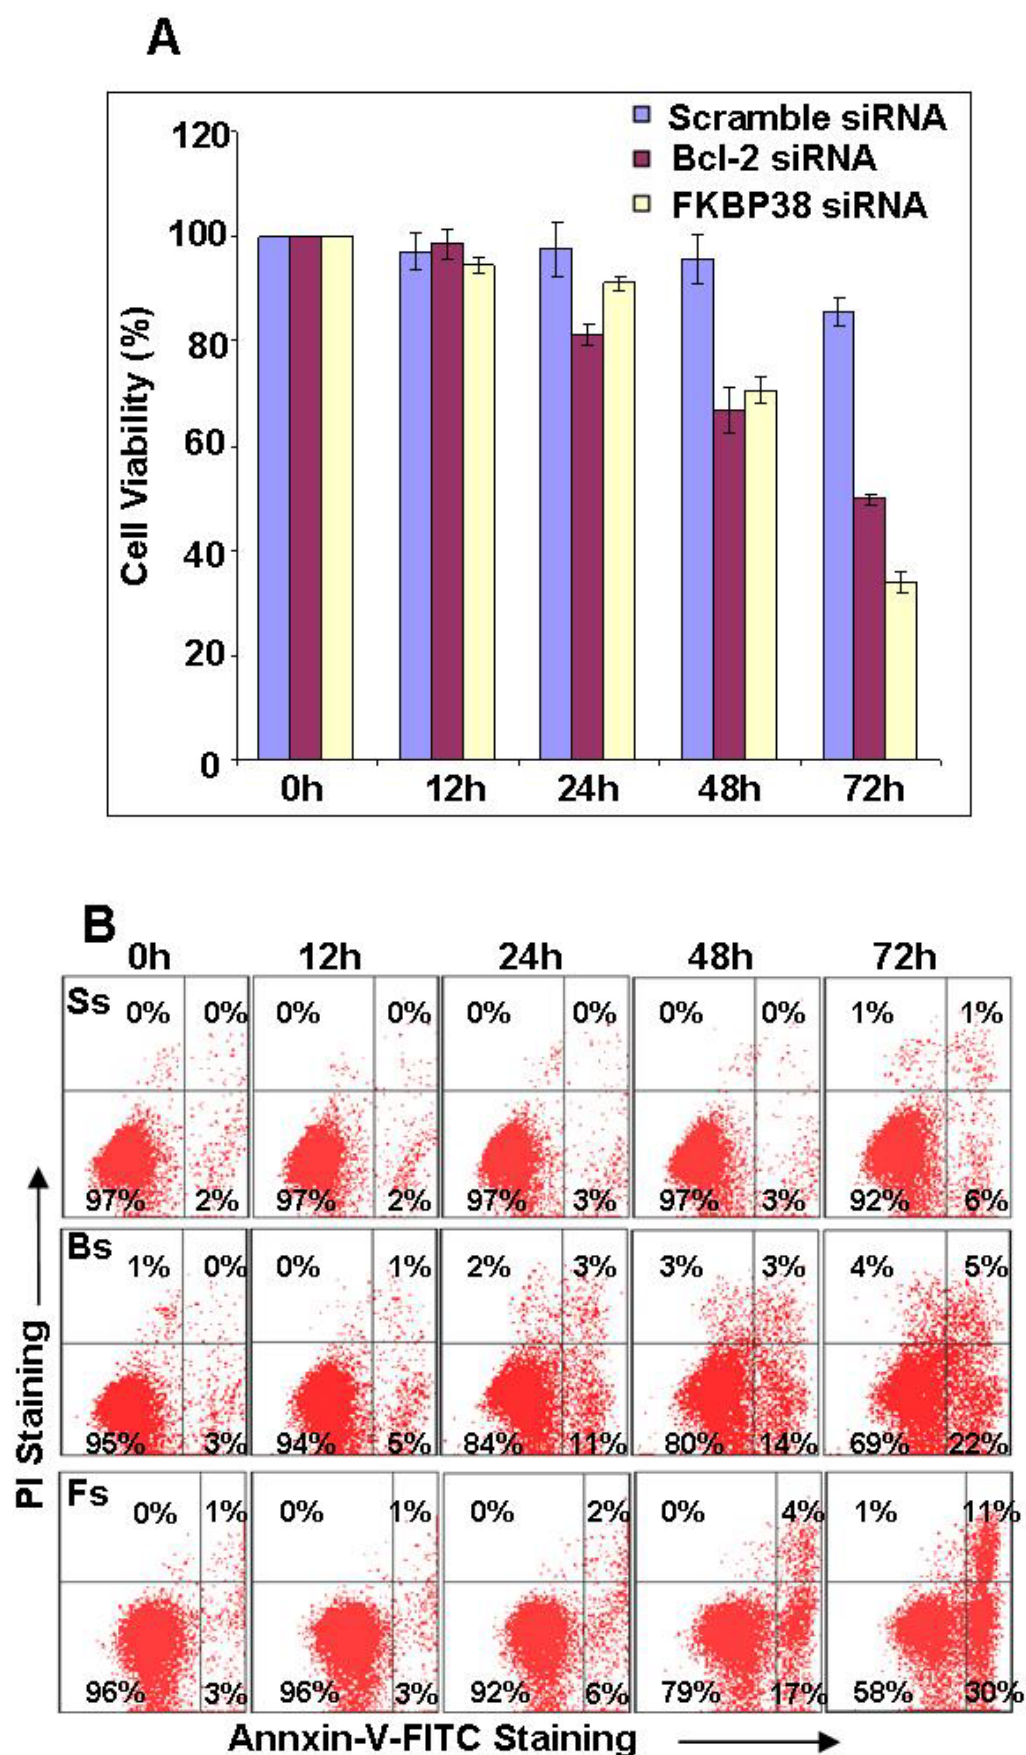 A
Scramble siRNA
Bcl-2 siRNA
FKBP38 siRNA
120
100
80
60
40
20
0
Cell Viability (%)
0h 12h 24h 48h 72h
B
0h 12h 24h 48h 72h
Ss 0% 0% 0% 0% 0% 0% 0% 0% 1% 1%
97% 2% 97% 2% 97% 3% 97% 3% 92% 6%
Bs 1% 0% 0% 1% 2% 3% 3% 3% 4% 5%
95% 3% 94% 5% 84% 11% 80% 14% 69% 22%
Fs 0% 1% 0% 1% 0% 2% 0% 4% 1% 11%
96% 3% 96% 3% 92% 6% 79% 17% 58% 30%
PI Staining
Annxin-V-FITC Staining